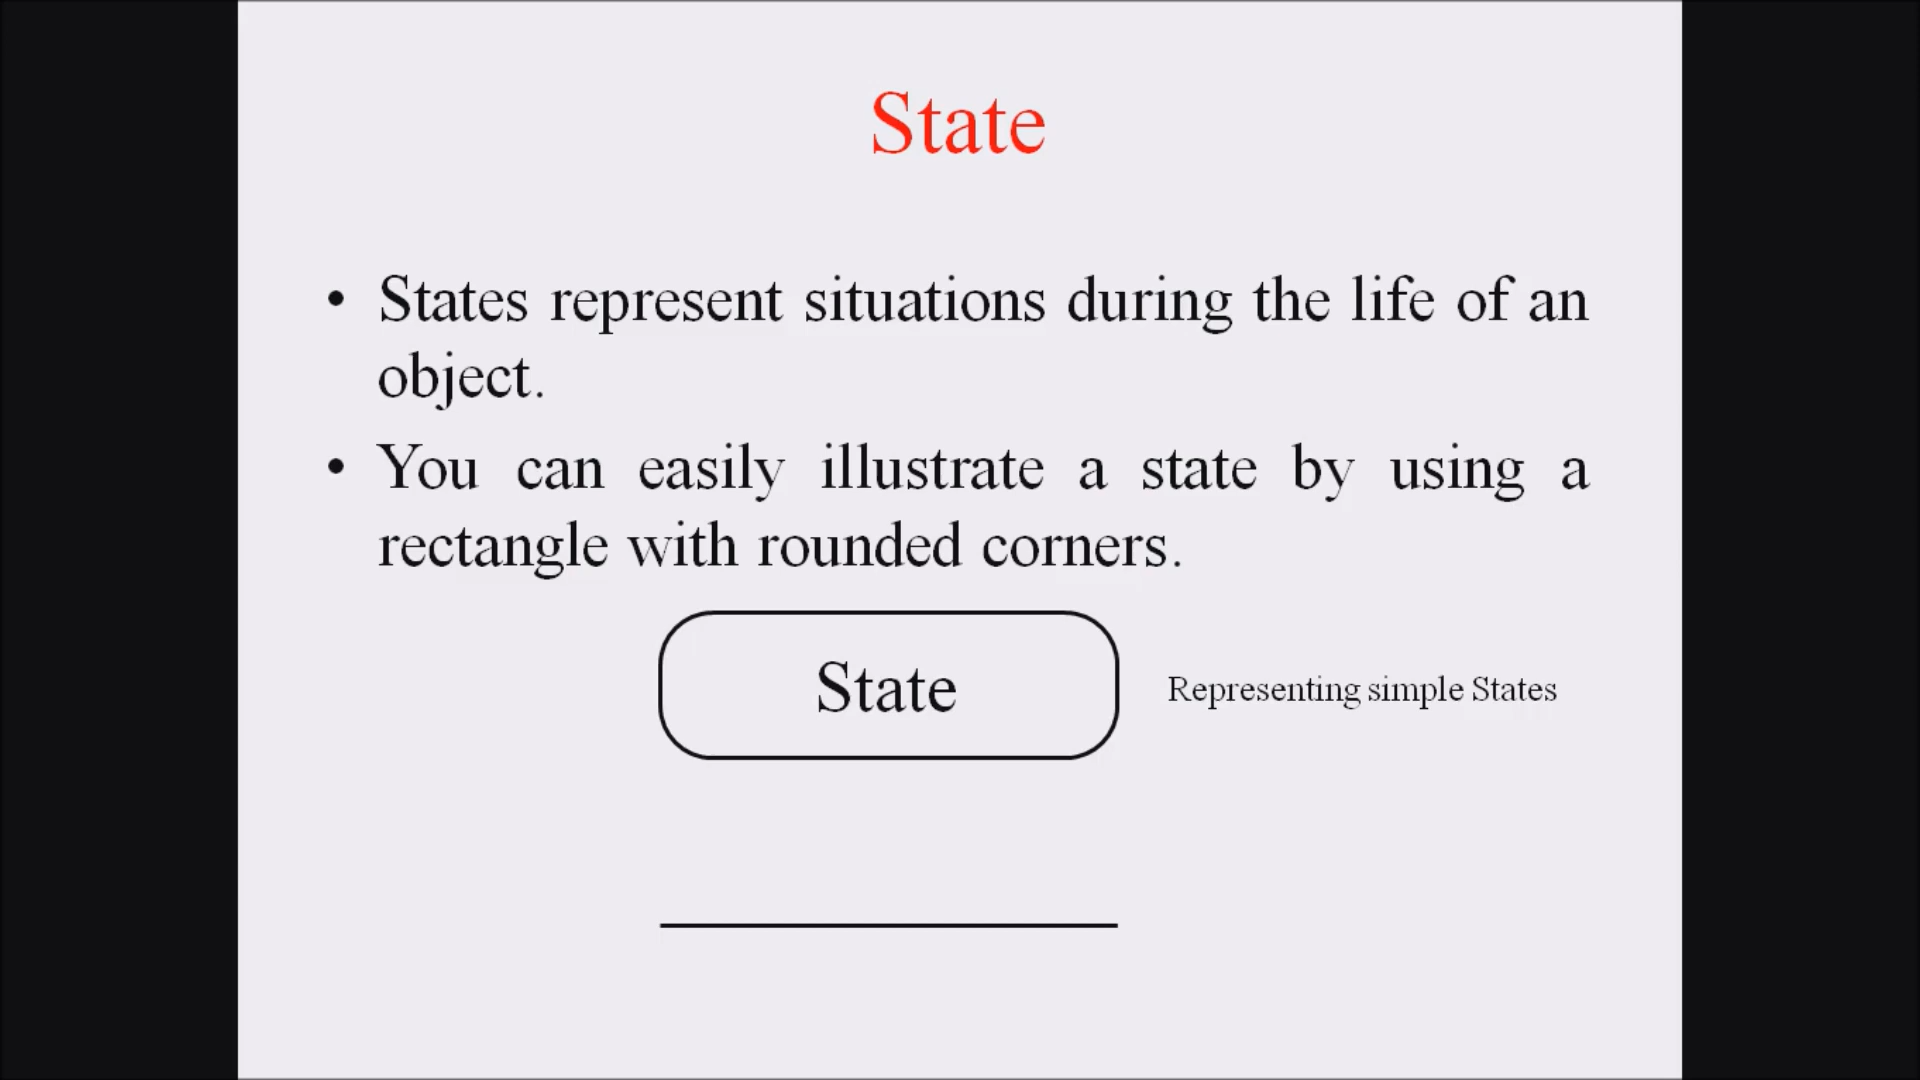 State
• States represent situations during the life of an
object.
• You can easily illustrate a state by using a
rectangle with rounded corners.
State
Representing simple States